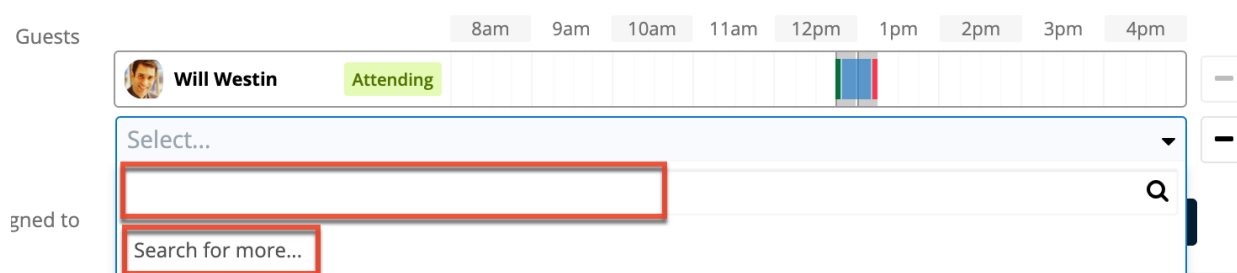 Guests 8am 9am 10am 11am 12pm 1pm 2pm 3pm 4pm
Will Westin Attending
Select...
gned to
Search for more...